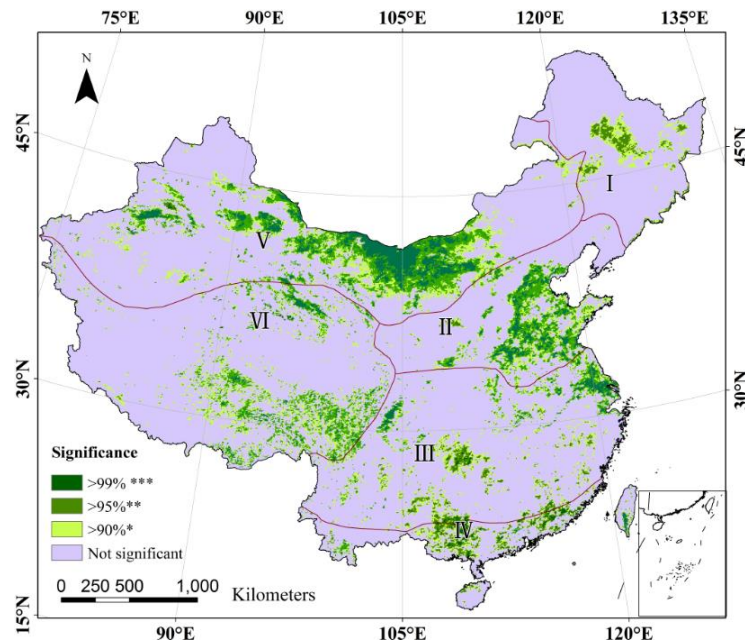 75°E 90°E 105°E 120°E 135°E
N
45°N 45°N
I
V
VI
II
30°N 30°N
Significance
>99% ***
III
>95%**
>90%*
IV
Not significant
0 250 500 1,000 Kilometers
15°N
90°E 105°E 120°E